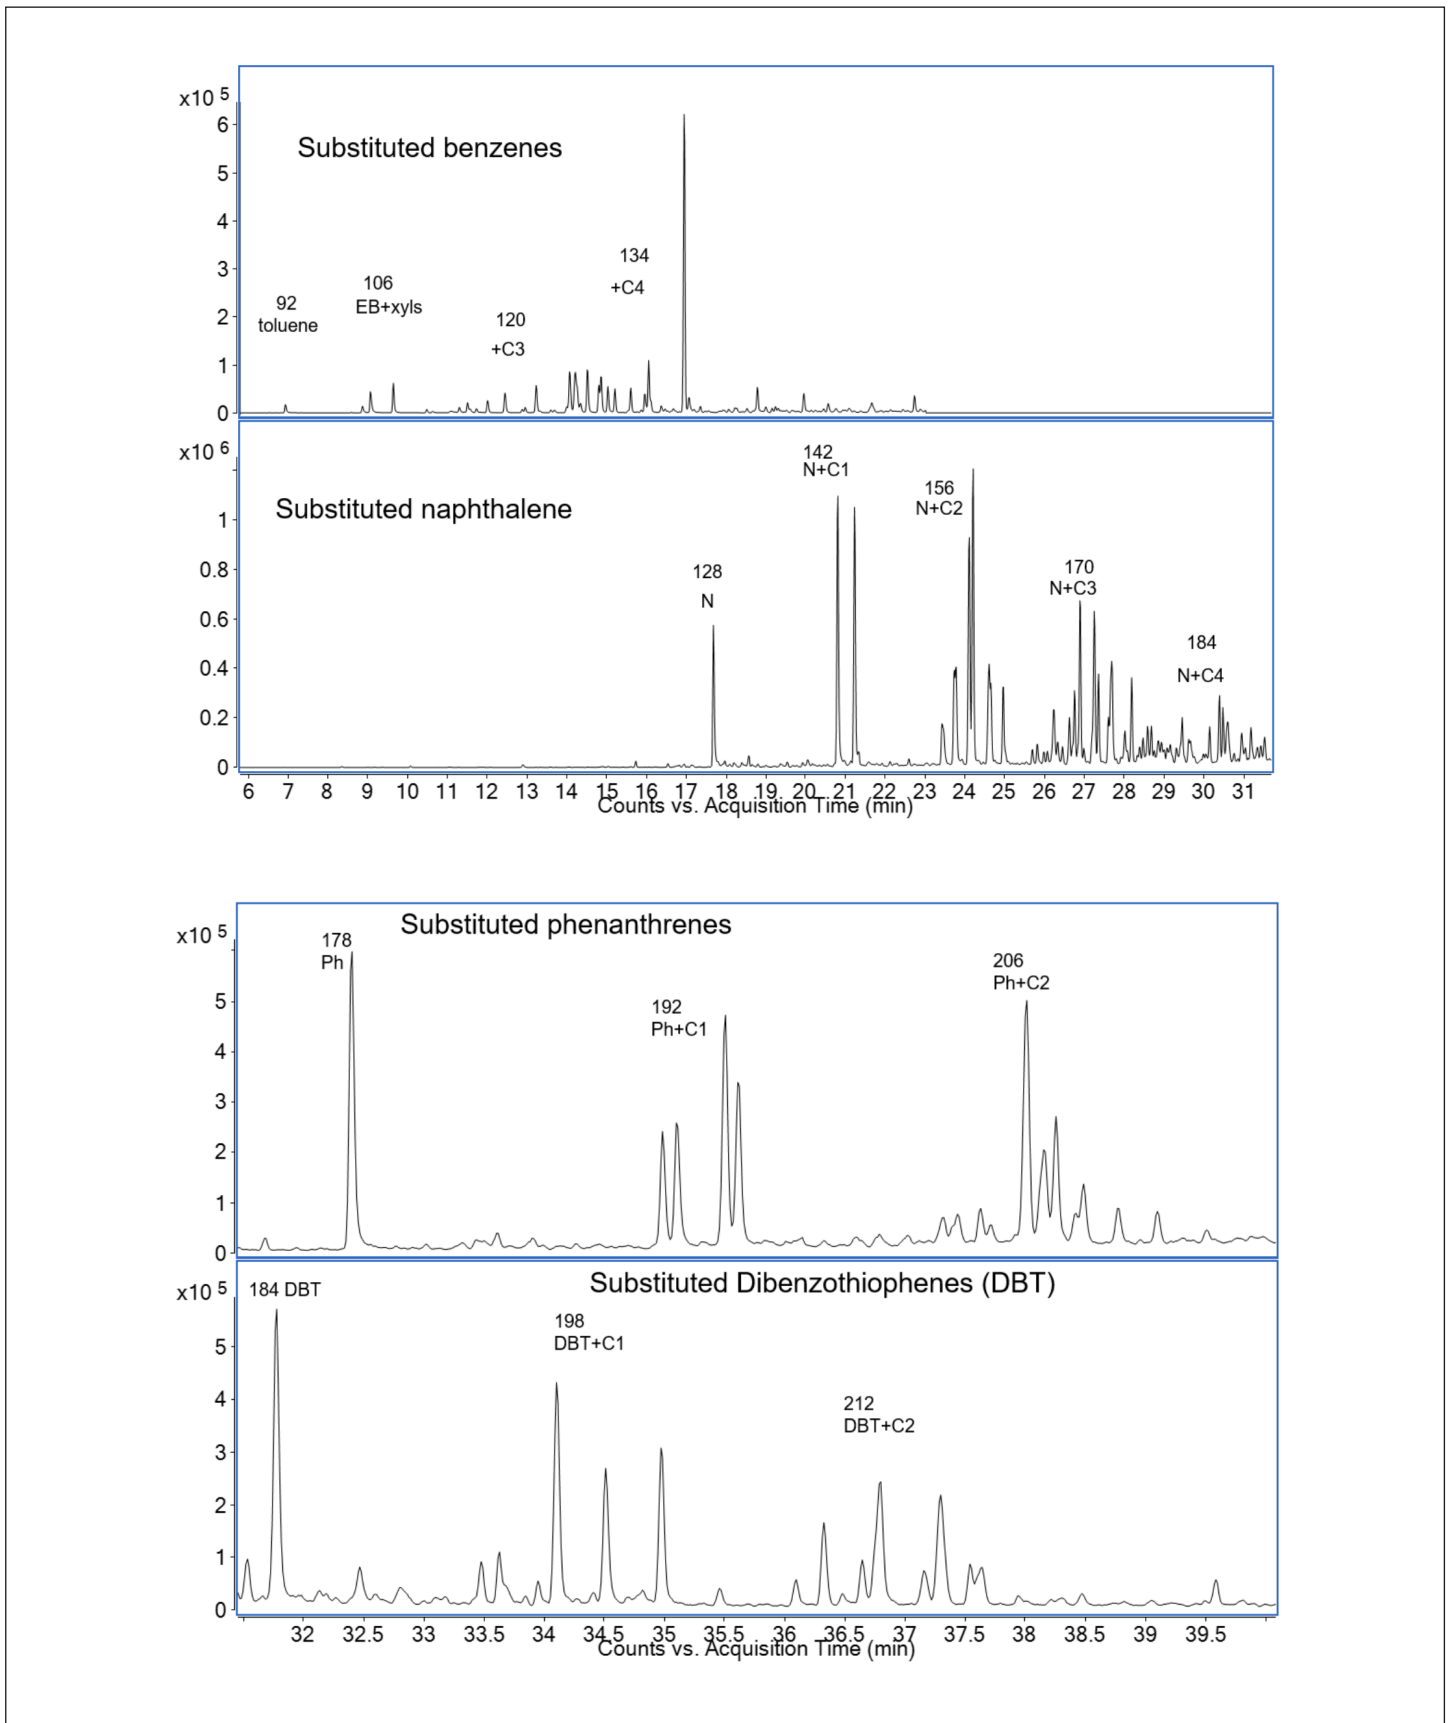 x10 5
Substituted benzenes
6
5
4
3
2
1
0
92
toluene
106
EB+xyls
120
+C3
134
+C4
x10 6
Substituted naphthalene
1
0.8
0.6
0.4
0.2
0
128
N
142
N+C1
156
N+C2
170
N+C3
184
N+C4
6 7 8 9 10 11 12 13 14 15 16 17 18 19 20 21 22 23 24 25 26 27 28 29 30 31
Counts vs. Acquisition Time (min)
Substituted phenanthrenes
x10 5
5
4
3
2
1
0
178
Ph
192
Ph+C1
206
Ph+C2
Substituted Dibenzothiophenes (DBT)
x10 5
5
4
3
2
1
0
184 DBT
198
DBT+C1
212
DBT+C2
32 32.5 33 33.5 34 34.5 35 35.5 36 36.5 37 37.5 38 38.5 39 39.5
Counts vs. Acquisition Time (min)